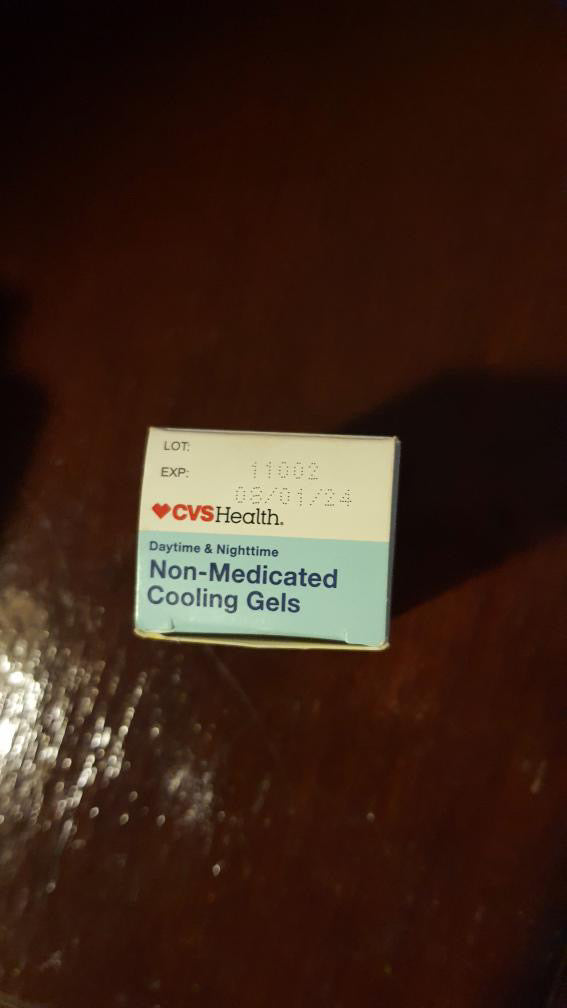 LOT:
EXP: 11002
08/01/24
CVSHealth.
Daytime & Nighttime
Non-Medicated
Cooling Gels